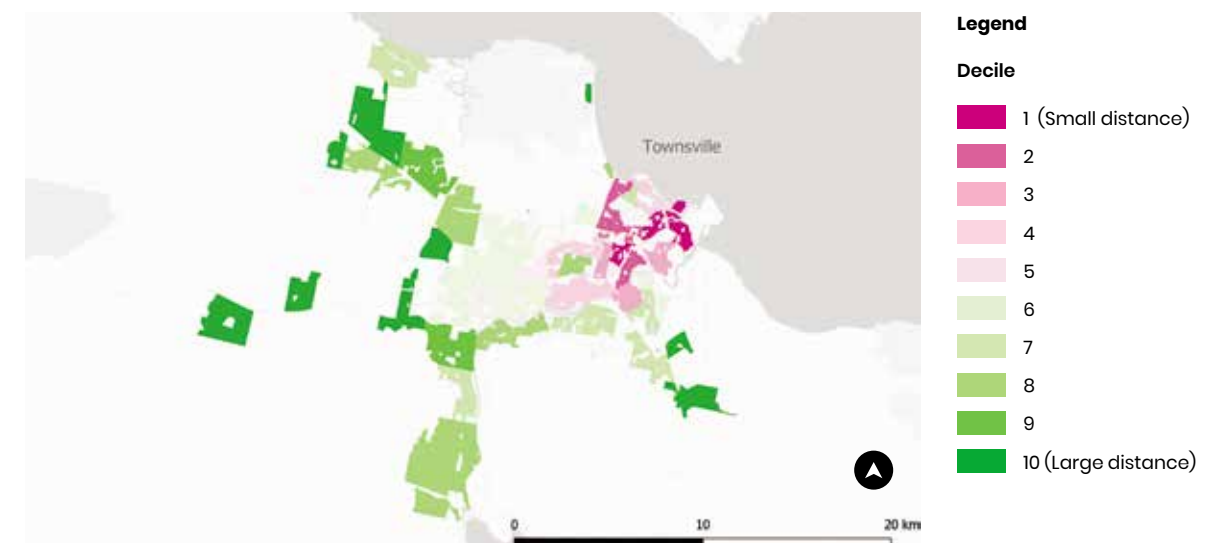 Legend
Decile
1 (Small distance)
2
3
4
5
6
7
8
9
10 (Large distance)
Townsville
0 10 20 km